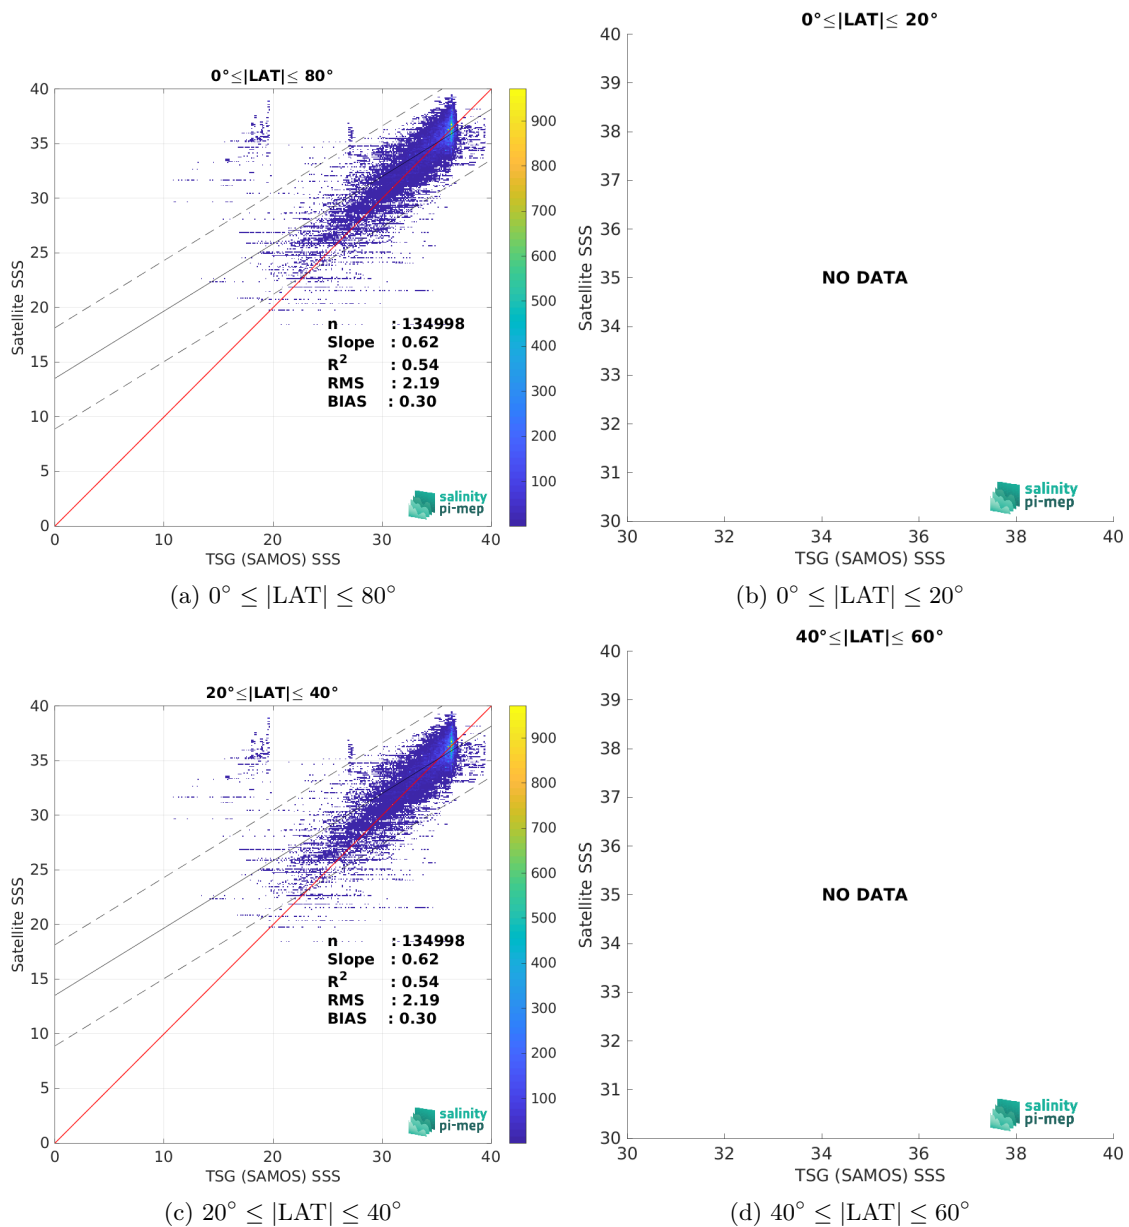 0°≤|LAT|≤ 80°
40
35
30
25
20
15
10
5
0
Satellite SSS
n : 134998
Slope : 0.62
R² : 0.54
RMS : 2.19
BIAS : 0.30
salinity
pi-mep
0 10 20 30 40
TSG (SAMOS) SSS
900
800
700
600
500
400
300
200
100
(a) 0° ≤ |LAT| ≤ 80°
0°≤|LAT|≤ 20°
40
39
38
37
36
35
34
33
32
31
30
Satellite SSS
NO DATA
salinity
pi-mep
30 32 34 36 38 40
TSG (SAMOS) SSS
(b) 0° ≤ |LAT| ≤ 20°
20°≤|LAT|≤ 40°
40
35
30
25
20
15
10
5
0
Satellite SSS
n : 134998
Slope : 0.62
R² : 0.54
RMS : 2.19
BIAS : 0.30
salinity
pi-mep
0 10 20 30 40
TSG (SAMOS) SSS
900
800
700
600
500
400
300
200
100
(c) 20° ≤ |LAT| ≤ 40°
40°≤|LAT|≤ 60°
40
39
38
37
36
35
34
33
32
31
30
Satellite SSS
NO DATA
salinity
pi-mep
30 32 34 36 38 40
TSG (SAMOS) SSS
(d) 40° ≤ |LAT| ≤ 60°